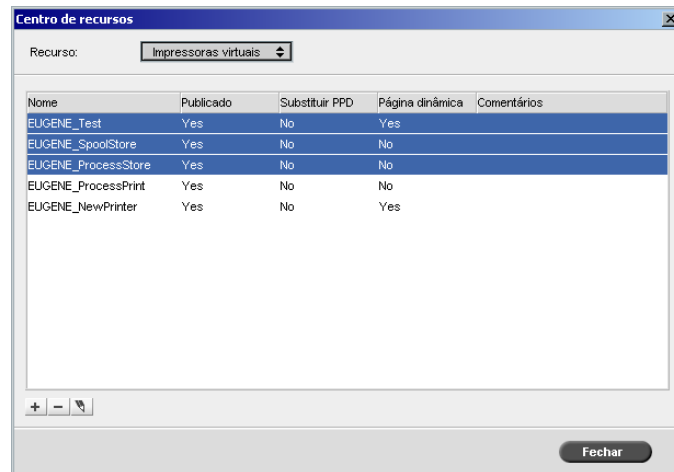 Centro de recursos
Recurso: Impressoras virtuais
Nome Publicado Substituir PPD Página dinâmica Comentários
EUGENE_Test Yes No Yes
EUGENE_SpoolStore Yes No No
EUGENE_ProcessStore Yes No No
EUGENE_ProcessPrint Yes No No
EUGENE_NewPrinter Yes No Yes
Fechar